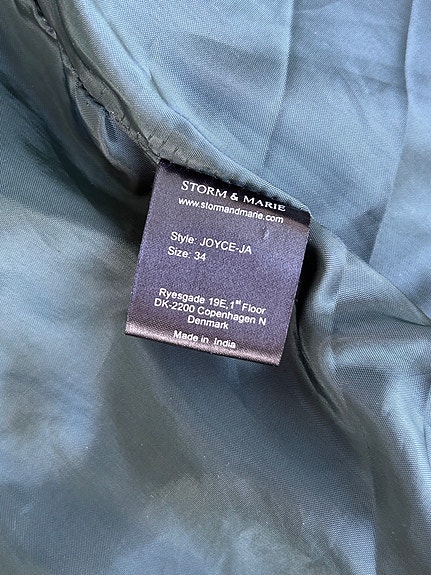 STORM & MARIE
www.stormandmarie.com
Style: JOYCE-JA
Size: 34
Ryesgade 19E,1st Floor
DK-2200 Copenhagen N
Denmark
Made in India